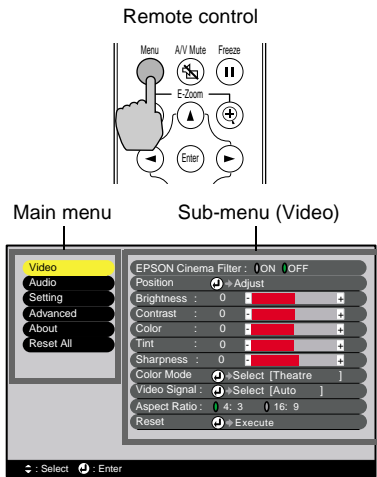 Remote control
Menu A/V Mute Freeze
E-Zoom
Enter
Main menu Sub-menu (Video)
Video
Audio
Setting
Advanced
About
Reset All
EPSON Cinema Filter : ON OFF
Position Adjust
Brightness : 0 - +
Contrast : 0 - +
Color : 0 - +
Tint : 0 - +
Sharpness : 0 - +
Color Mode Select [Theatre ]
Video Signal : Select [Auto ]
Aspect Ratio : 4: 3 16: 9
Reset Execute
: Select : Enter